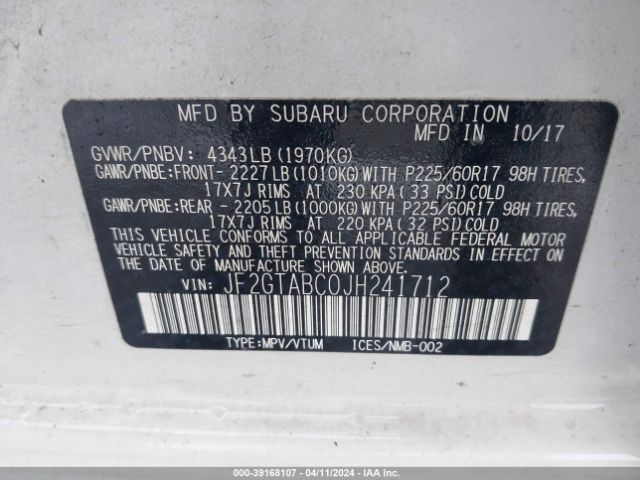 MFD BY SUBARU CORPORATION
MFD IN 10/17
GVWR/PNBV: 4343LB (1970KG)
GAWR/PNBE:FRONT- 2227LB(1010KG)WITH P225/60R17 98H TIRES,
17X7J RIMS AT 230 KPA( 33 PSI)COLD
GAWR/PNBE:REAR - 2205LB(1000KG)WITH P225/60R17 98H TIRES,
17X7J RIMS AT 220 KPA( 32 PSI)COLD
THIS VEHICLE CONFORMS TO ALL APPLICABLE FEDERAL MOTOR
VEHICLE SAFETY AND THEFT PREVENTION STANDARDS IN EFFECT
ON THE DATE OF MANUFACTURE SHOWN ABOVE.
VIN: JF2GTABC0JH241712
TYPE:MPV/VTUM ICES/NMB-002
COPART: 39168107 - 04/11/2024 - IAA Inc.